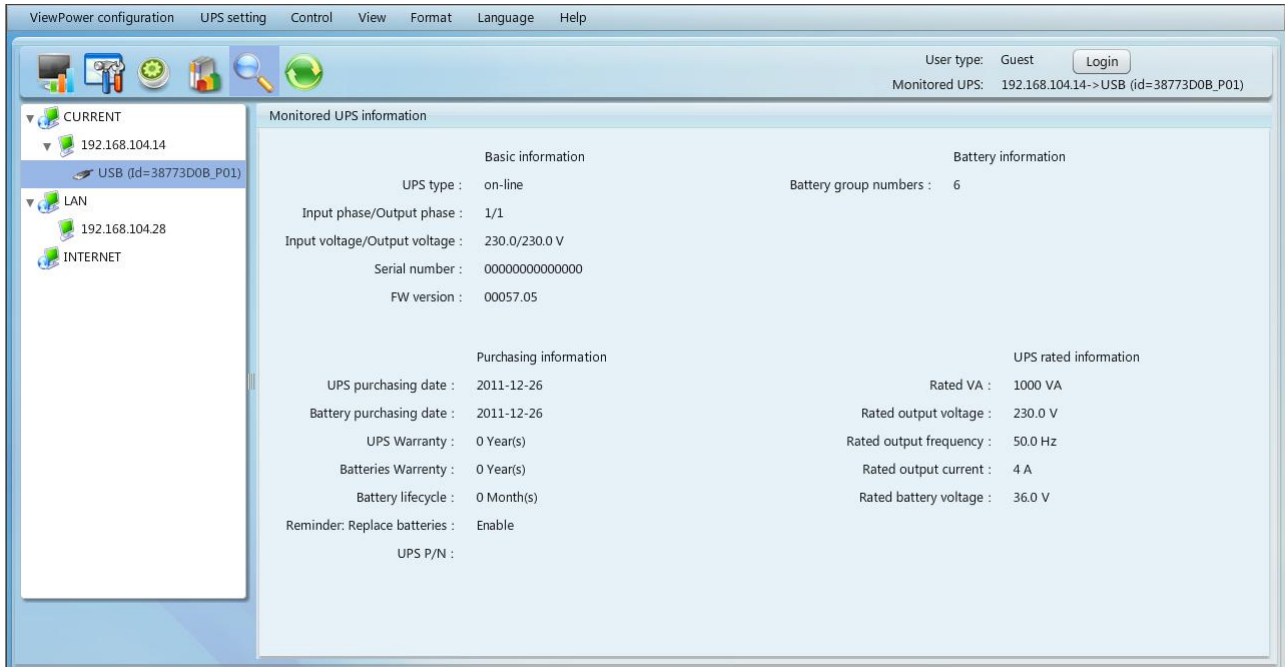 ViewPower configuration UPS setting Control View Format Language Help
User type: Guest Login
Monitored UPS: 192.168.104.14->USB (id=38773D0B_P01)
CURRENT
192.168.104.14
USB (Id=38773D0B_P01)
LAN
192.168.104.28
INTERNET
Monitored UPS information
Basic information
UPS type : on-line
Input phase/Output phase : 1/1
Input voltage/Output voltage : 230.0/230.0 V
Serial number : 00000000000000
FW version : 00057.05
Battery information
Battery group numbers : 6
Purchasing information
UPS purchasing date : 2011-12-26
Battery purchasing date : 2011-12-26
UPS Warranty : 0 Year(s)
Batteries Warrenty : 0 Year(s)
Battery lifecycle : 0 Month(s)
Reminder: Replace batteries : Enable
UPS P/N :
UPS rated information
Rated VA : 1000 VA
Rated output voltage : 230.0 V
Rated output frequency : 50.0 Hz
Rated output current : 4 A
Rated battery voltage : 36.0 V